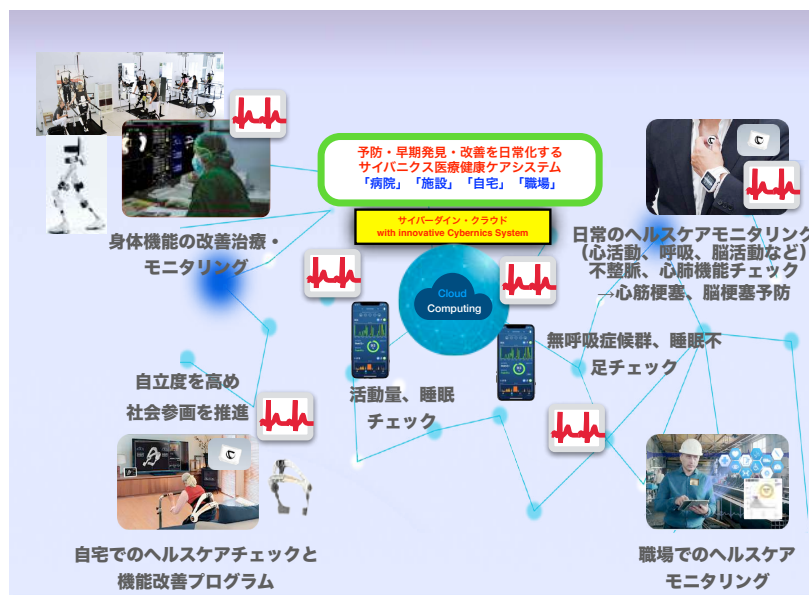 予防・早期発見・改善を日常化する
サイバニクス医療健康ケアシステム
「病院」「施設」「自宅」「職場」
サイバーダイン・クラウド
with innovative Cybernics System
身体機能の改善治療・
モニタリング
日常のヘルスケアモニタリング
（心活動、呼吸、脳活動など）
不整脈、心肺機能チェック
→心筋梗塞、脳梗塞予防
Cloud
Computing
無呼吸症候群、睡眠不
足チェック
活動量、睡眠
チェック
自立度を高め
社会参画を推進
自宅でのヘルスケアチェックと
機能改善プログラム
職場でのヘルスケア
モニタリング